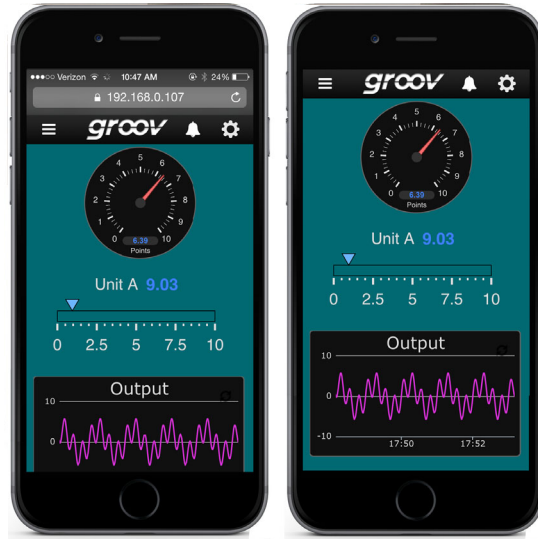 ●●●○○ Verizon 10:47 AM 24%
192.168.0.107
groov
0 1 2 3 4 5 6 7 8 9 10
6.39
Points
Unit A 9.03
0 2.5 5 7.5 10
Output
10
0
groov
0 1 2 3 4 5 6 7 8 9 10
6.39
Points
Unit A 9.03
0 2.5 5 7.5 10
Output
10
0
-10
17:50 17:52